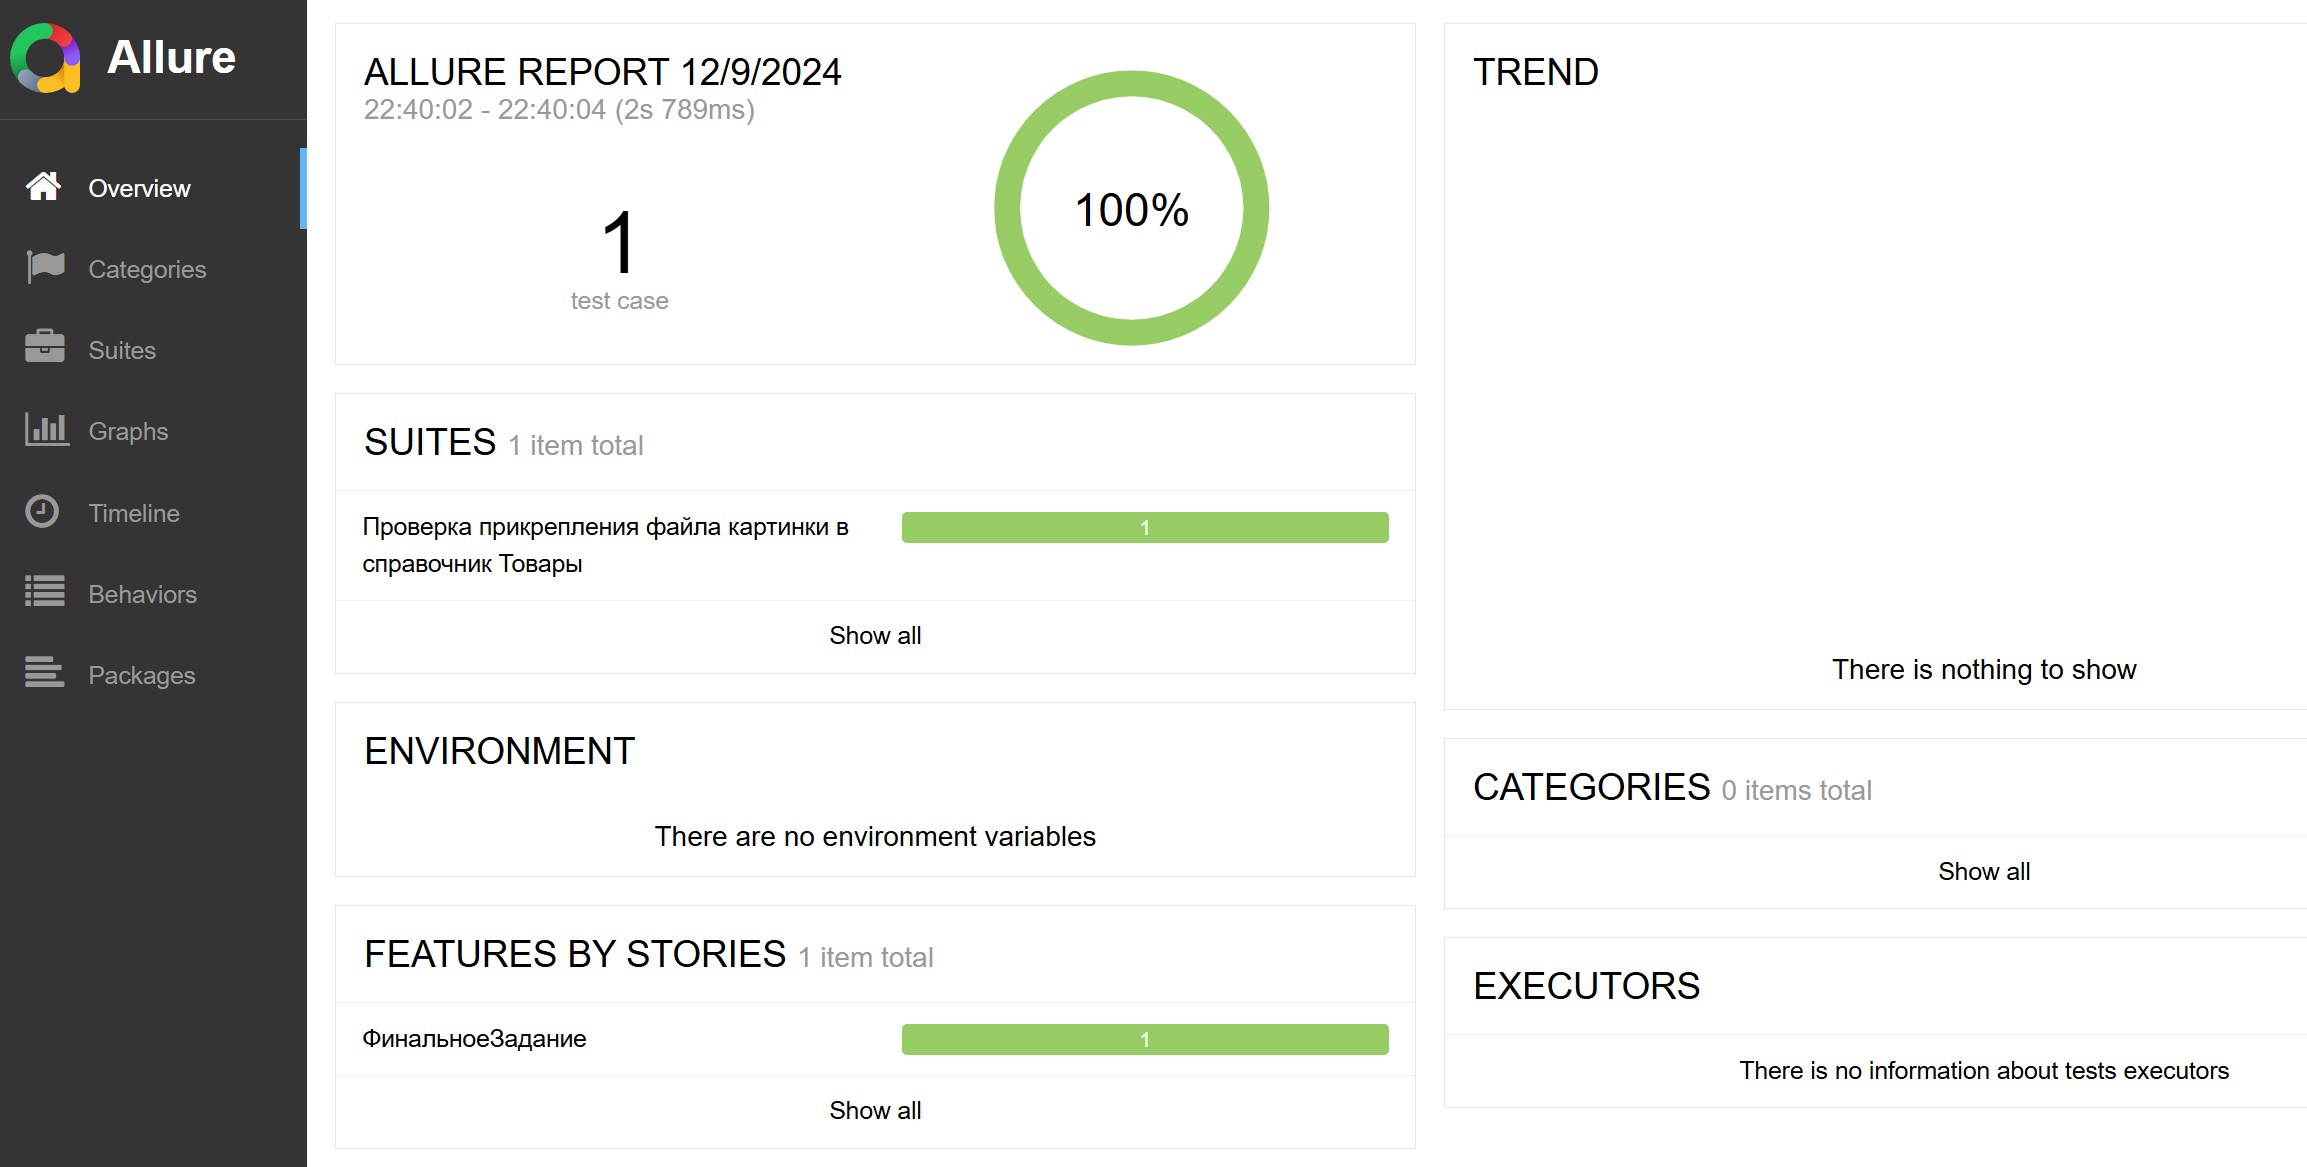 Allure
Overview
Categories
Suites
Graphs
Timeline
Behaviors
Packages
ALLURE REPORT 12/9/2024
22:40:02 - 22:40:04 (2s 789ms)
1
test case
100%
SUITES 1 item total
Проверка прикрепления файла картинки в
справочник Товары
1
Show all
ENVIRONMENT
There are no environment variables
FEATURES BY STORIES 1 item total
ФинальноеЗадание
1
Show all
TREND
There is nothing to show
CATEGORIES 0 items total
Show all
EXECUTORS
There is no information about tests executors